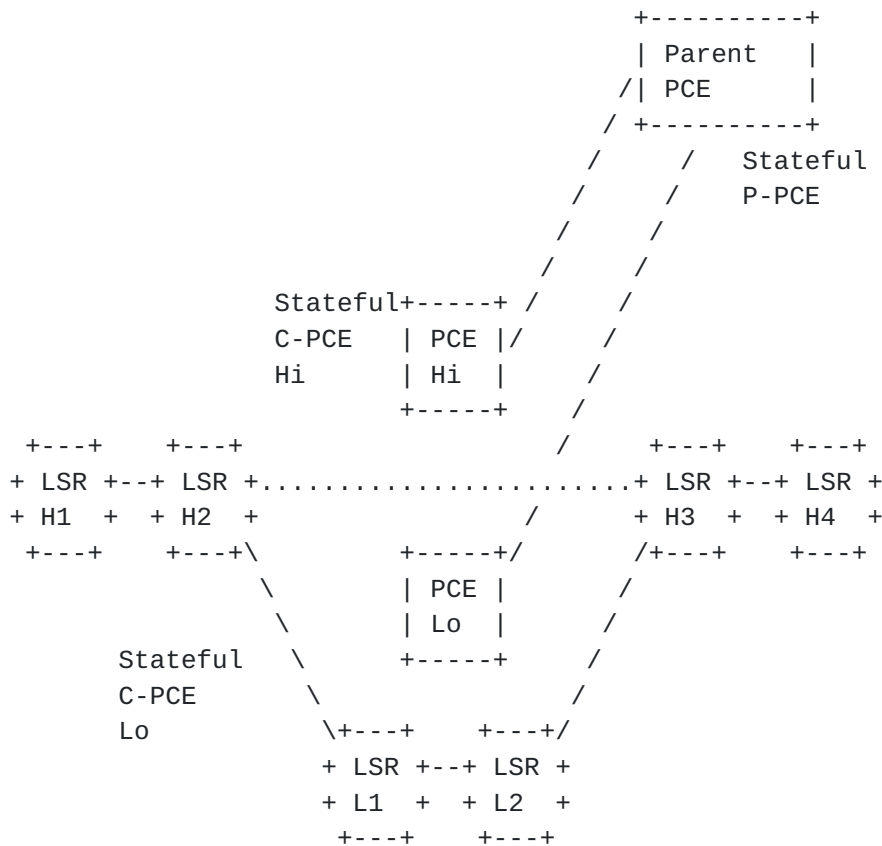 Parent
PCE
Stateful
P-PCE
Stateful
C-PCE PCE
Hi Hi
LSR LSR LSR LSR
H1 H2 H3 H4
PCE
Lo
Stateful
C-PCE
Lo
LSR LSR
L1 L2